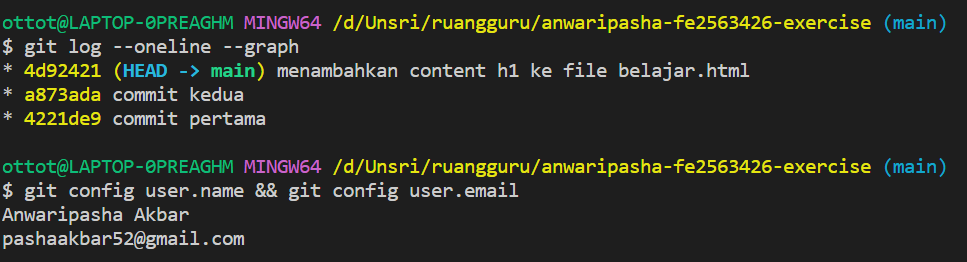 ottot@LAPTOP-0PREAGHM MINGW64 /d/Unsri/ruangguru/anwaripasha-fe2563426-exercise (main)
$ git log --oneline --graph
* 4d92421 (HEAD -> main) menambahkan content h1 ke file belajar.html
* a873ada commit kedua
* 4221de9 commit pertama
ottot@LAPTOP-0PREAGHM MINGW64 /d/Unsri/ruangguru/anwaripasha-fe2563426-exercise (main)
$ git config user.name && git config user.email
Anwaripasha Akbar
pashaakbar52@gmail.com